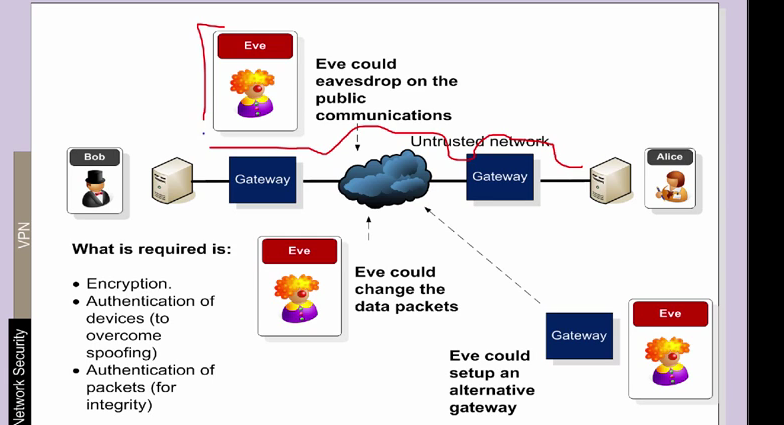 Eve
Eve could
eavesdrop on the
public
communications
Untrusted network
Bob
Gateway
Gateway
Alice
VPN
What is required is:
• Encryption.
• Authentication of
devices (to
overcome
spoofing)
• Authentication of
packets (for
integrity)
Eve
Eve could
change the
data packets
Eve could
setup an
alternative
gateway
Gateway
Eve
Network Security